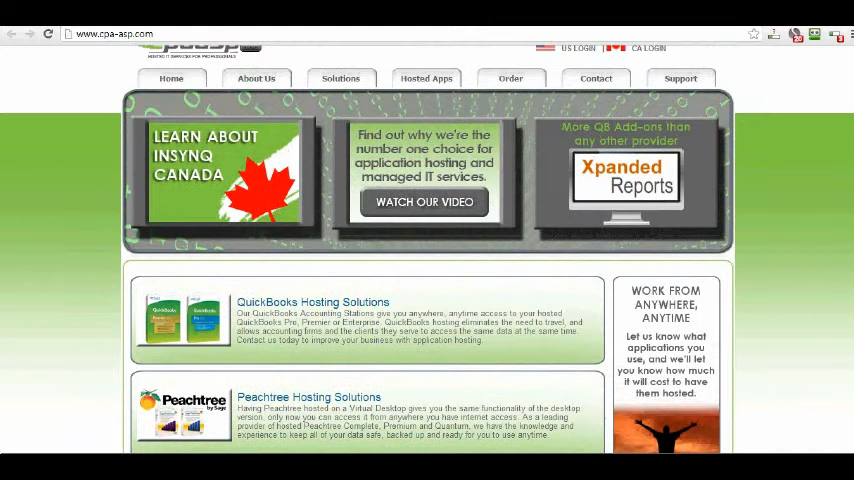 www.cpa-asp.com
HOSTED IT SERVICES FOR PROFESSIONALS
US LOGIN CA LOGIN
Home About Us Solutions Hosted Apps Order Contact Support
LEARN ABOUT
INSYNQ
CANADA
Find out why we're the
number one choice for
application hosting and
managed IT services.
WATCH OUR VIDEO
More QB Add-ons than
any other provider
Xpanded
Reports
QuickBooks Hosting Solutions
Our QuickBooks Accounting Stations give you anywhere, anytime access to your hosted
QuickBooks Pro, Premier or Enterprise. QuickBooks hosting eliminates the need to travel, and
allows accounting firms and the clients they serve to access the same data at the same time.
Contact us today to improve your business with application hosting.
Peachtree
by Sage
Peachtree Hosting Solutions
Having Peachtree hosted on a Virtual Desktop gives you the same functionality of the desktop
version, only now you can access it from anywhere you have internet access. As a leading
provider of hosted Peachtree Complete, Premium and Quantum, we have the knowledge and
experience to keep all of your data safe, backed up and ready for you to use anytime.
WORK FROM
ANYWHERE,
ANYTIME
Let us know what
applications you
use, and we'll let
you know how much
it will cost to have
them hosted.